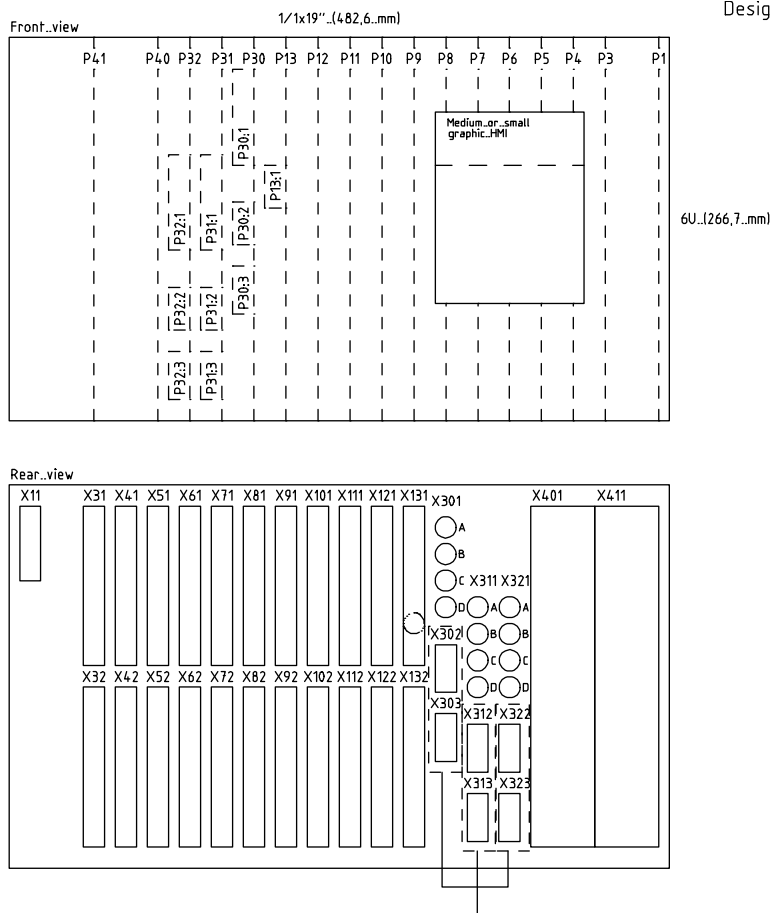 Desig
1/1x19''..(482,6..mm)
Front..view
P41 P40 P32 P31 P30 P13 P12 P11 P10 P9 P8 P7 P6 P5 P4 P3 P1
Medium..or..small
graphic..HMI
P30:1
P13:1
P32:1 P31:1 P30:2
6U..(266,7..mm)
P32:2 P31:2 P30:3
P32:3 P31:3
Rear..view
X11 X31 X41 X51 X61 X71 X81 X91 X101 X111 X121 X131 X301 X401 X411
A
B
C X311 X321
D A A
X302 B B
C C
X32 X42 X52 X62 X72 X82 X92 X102 X112 X122 X132 D D
X303
X312 X322
X313 X323